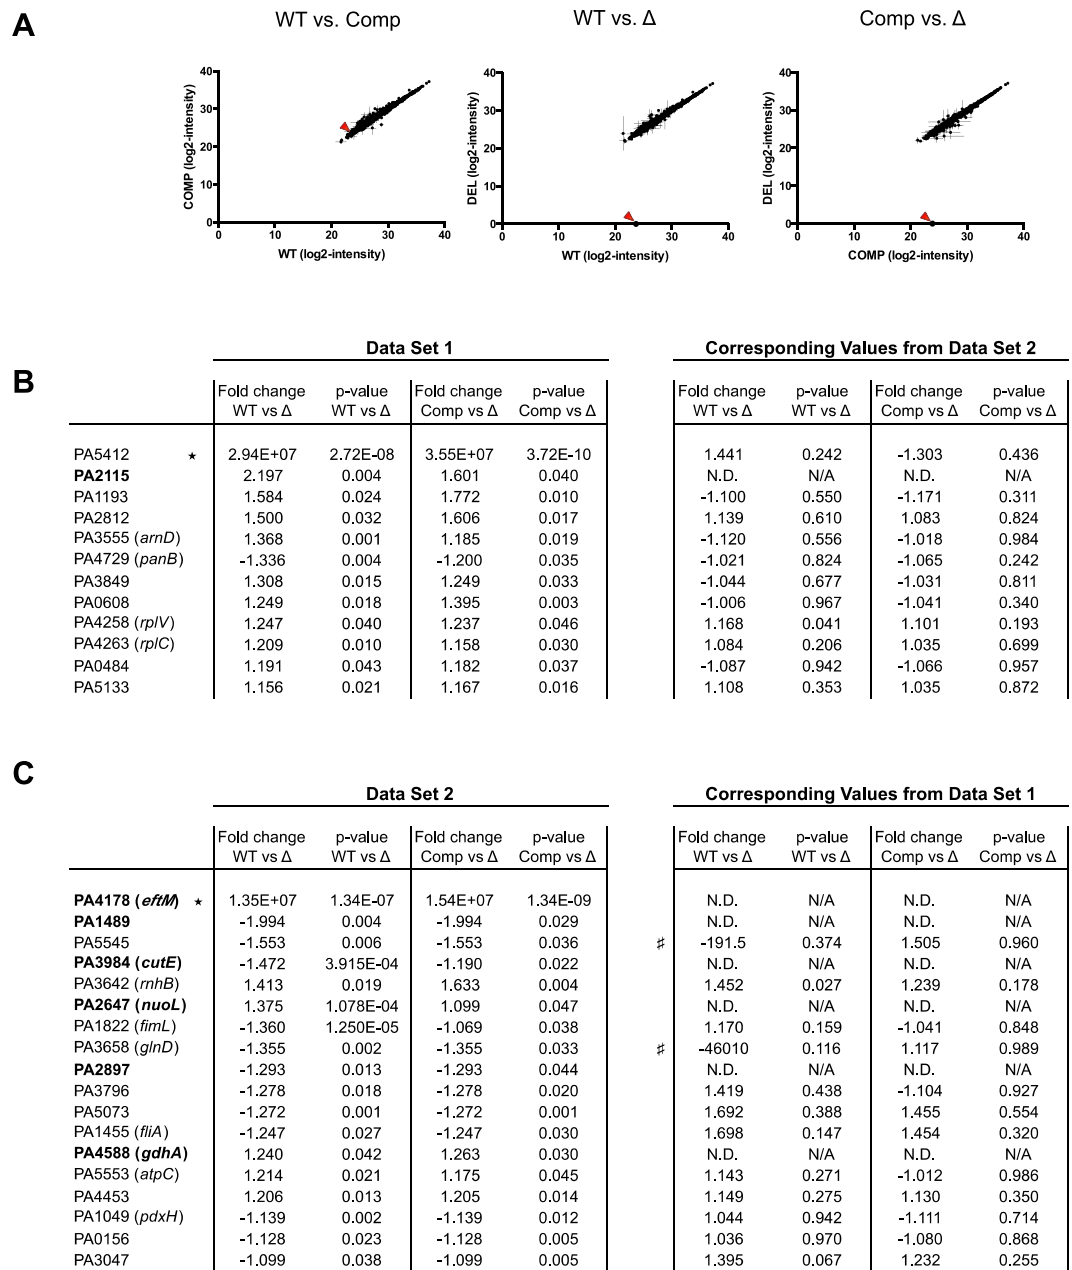 A
WT vs. Comp
WT vs. Δ
Comp vs. Δ
COMP (log2-intensity)
40
30
20
10
0
0 10 20 30 40
WT (log2-intensity)
DEL (log2-intensity)
40
30
20
10
0
0 10 20 30 40
WT (log2-intensity)
DEL (log2-intensity)
40
30
20
10
0
0 10 20 30 40
COMP (log2-intensity)
B
Data Set 1 Corresponding Values from Data Set 2
Fold change p-value Fold change p-value Fold change p-value Fold change p-value
WT vs Δ WT vs Δ Comp vs Δ Comp vs Δ WT vs Δ WT vs Δ Comp vs Δ Comp vs Δ
PA5412 ★ 2.94E+07 2.72E-08 3.55E+07 3.72E-10 1.441 0.242 -1.303 0.436
PA2115 2.197 0.004 1.601 0.040 N.D. N/A N.D. N/A
PA1193 1.584 0.024 1.772 0.010 -1.100 0.550 -1.171 0.311
PA2812 1.500 0.032 1.606 0.017 1.139 0.610 1.083 0.824
PA3555 (arnD) 1.368 0.001 1.185 0.019 -1.120 0.556 -1.018 0.984
PA4729 (panB) -1.336 0.004 -1.200 0.035 -1.021 0.824 -1.065 0.242
PA3849 1.308 0.015 1.249 0.033 -1.044 0.677 -1.031 0.811
PA0608 1.249 0.018 1.395 0.003 -1.006 0.967 -1.041 0.340
PA4258 (rplV) 1.247 0.040 1.237 0.046 1.168 0.041 1.101 0.193
PA4263 (rplC) 1.209 0.010 1.158 0.030 1.084 0.206 1.035 0.699
PA0484 1.191 0.043 1.182 0.037 -1.087 0.942 -1.066 0.957
PA5133 1.156 0.021 1.167 0.016 1.108 0.353 1.035 0.872
C
Data Set 2 Corresponding Values from Data Set 1
Fold change p-value Fold change p-value Fold change p-value Fold change p-value
WT vs Δ WT vs Δ Comp vs Δ Comp vs Δ WT vs Δ WT vs Δ Comp vs Δ Comp vs Δ
PA4178 (eftM) ★ 1.35E+07 1.34E-07 1.54E+07 1.34E-09 N.D. N/A N.D. N/A
PA1489 -1.994 0.004 -1.994 0.029 N.D. N/A N.D. N/A
PA5545 -1.553 0.006 -1.553 0.036 ♯ -191.5 0.374 1.505 0.960
PA3984 (cutE) -1.472 3.915E-04 -1.190 0.022 N.D. N/A N.D. N/A
PA3642 (rnhB) 1.413 0.019 1.633 0.004 1.452 0.027 1.239 0.178
PA2647 (nuoL) 1.375 1.078E-04 1.099 0.047 N.D. N/A N.D. N/A
PA1822 (fimL) -1.360 1.250E-05 -1.069 0.038 1.170 0.159 -1.041 0.848
PA3658 (glnD) -1.355 0.002 -1.355 0.033 ♯ -46010 0.116 1.117 0.989
PA2897 -1.293 0.013 -1.293 0.044 N.D. N/A N.D. N/A
PA3796 -1.278 0.018 -1.278 0.020 1.419 0.438 -1.104 0.927
PA5073 -1.272 0.001 -1.272 0.001 1.692 0.388 1.455 0.554
PA1455 (fliA) -1.247 0.027 -1.247 0.030 1.698 0.147 1.454 0.320
PA4588 (gdhA) 1.240 0.042 1.263 0.030 N.D. N/A N.D. N/A
PA5553 (atpC) 1.214 0.021 1.175 0.045 1.143 0.271 -1.012 0.986
PA4453 1.206 0.013 1.205 0.014 1.149 0.275 1.130 0.350
PA1049 (pdxH) -1.139 0.002 -1.139 0.012 1.044 0.942 -1.111 0.714
PA0156 -1.128 0.023 -1.128 0.005 1.036 0.970 -1.080 0.868
PA3047 -1.099 0.038 -1.099 0.005 1.395 0.067 1.232 0.255